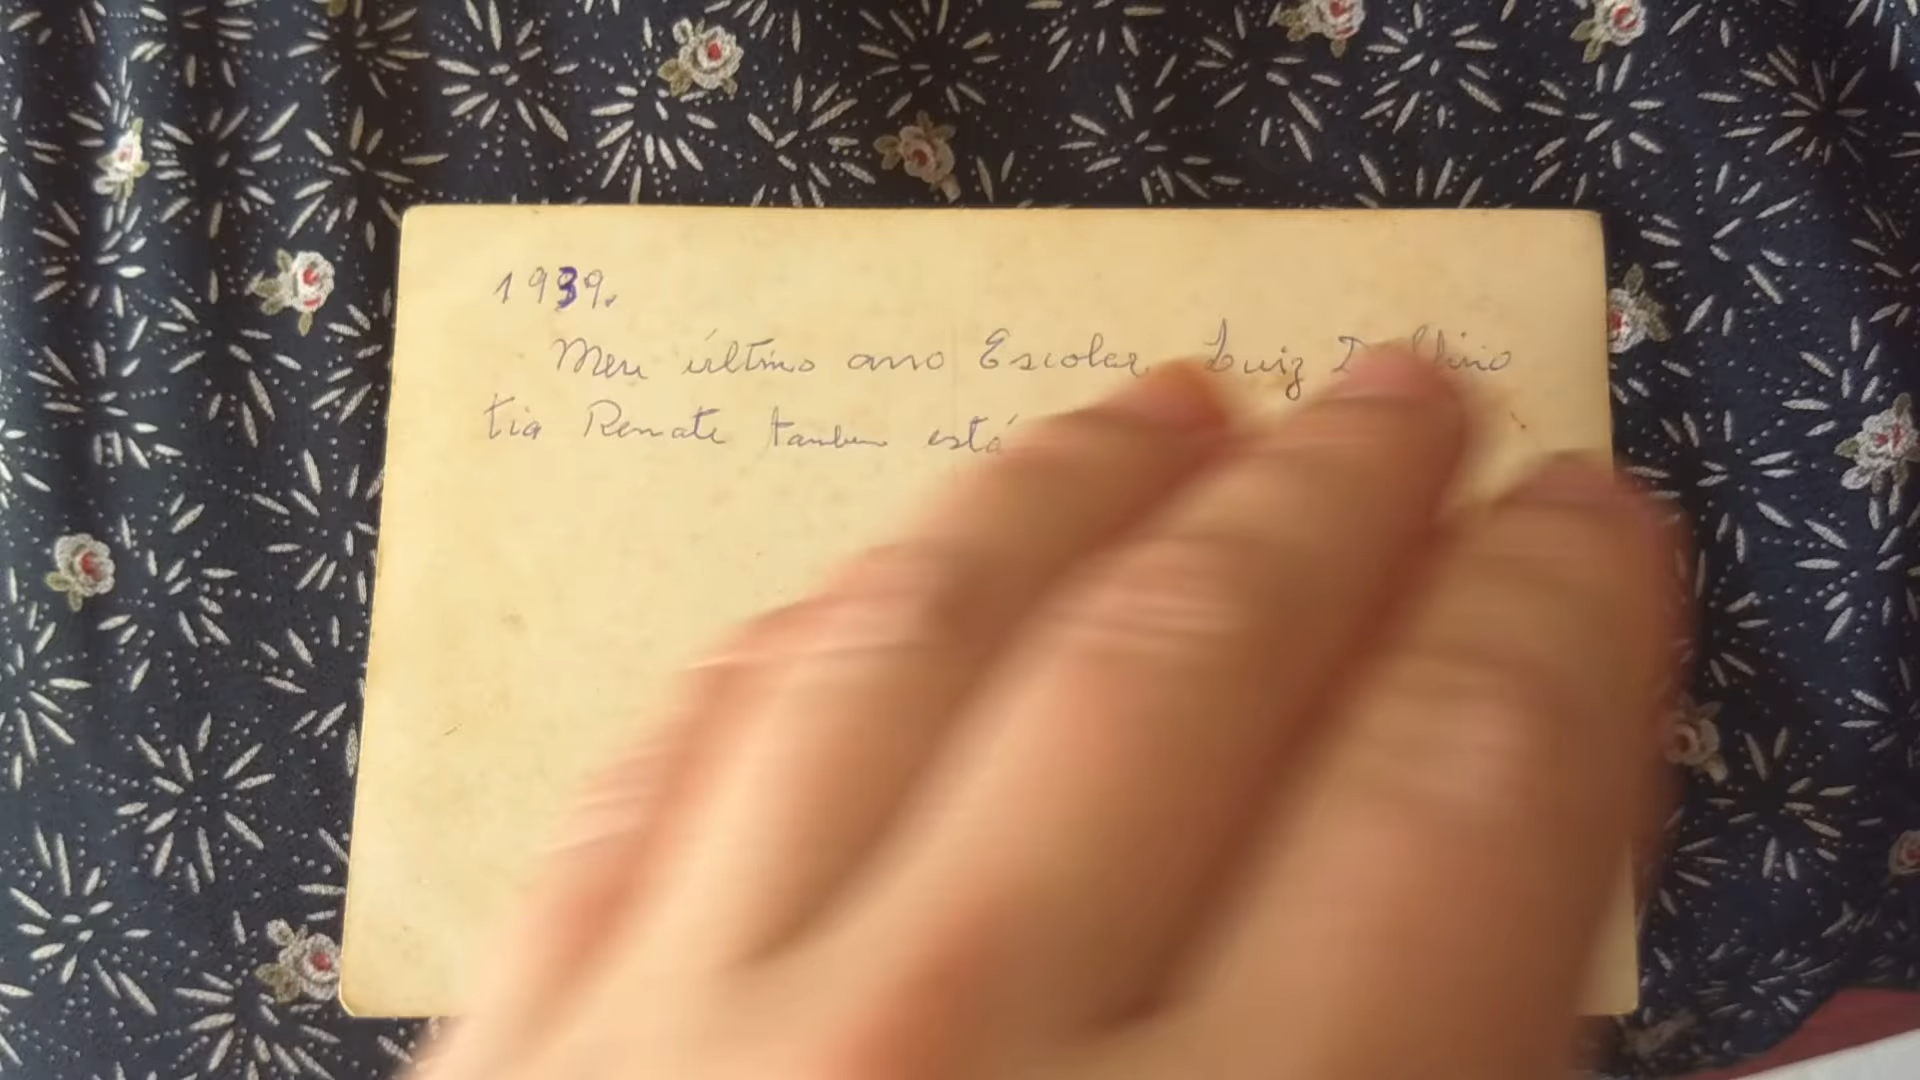 1939.
Meu último ano Escolar. Luiz
tia Renate tambem está